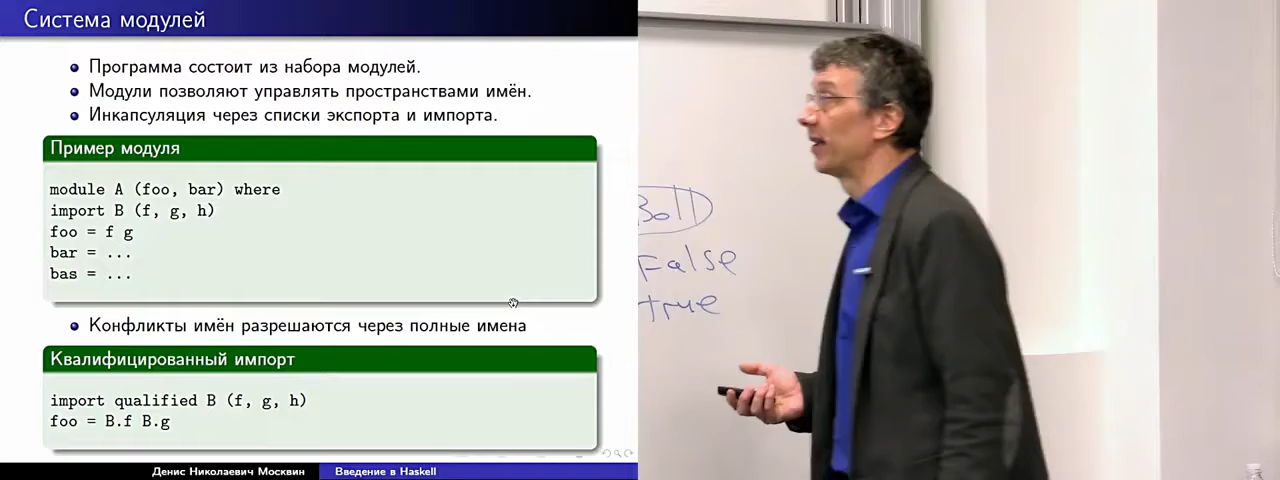 Система модулей
Программа состоит из набора модулей.
Модули позволяют управлять пространствами имён.
Инкапсуляция через списки экспорта и импорта.
Пример модуля
module A (foo, bar) where
import B (f, g, h)
foo = f g
bar = ...
bas = ...
Конфликты имён разрешаются через полные имена
Квалифицированный импорт
import qualified B (f, g, h)
foo = B.f B.g
Денис Николаевич Москвин
Введение в Haskell
False
true